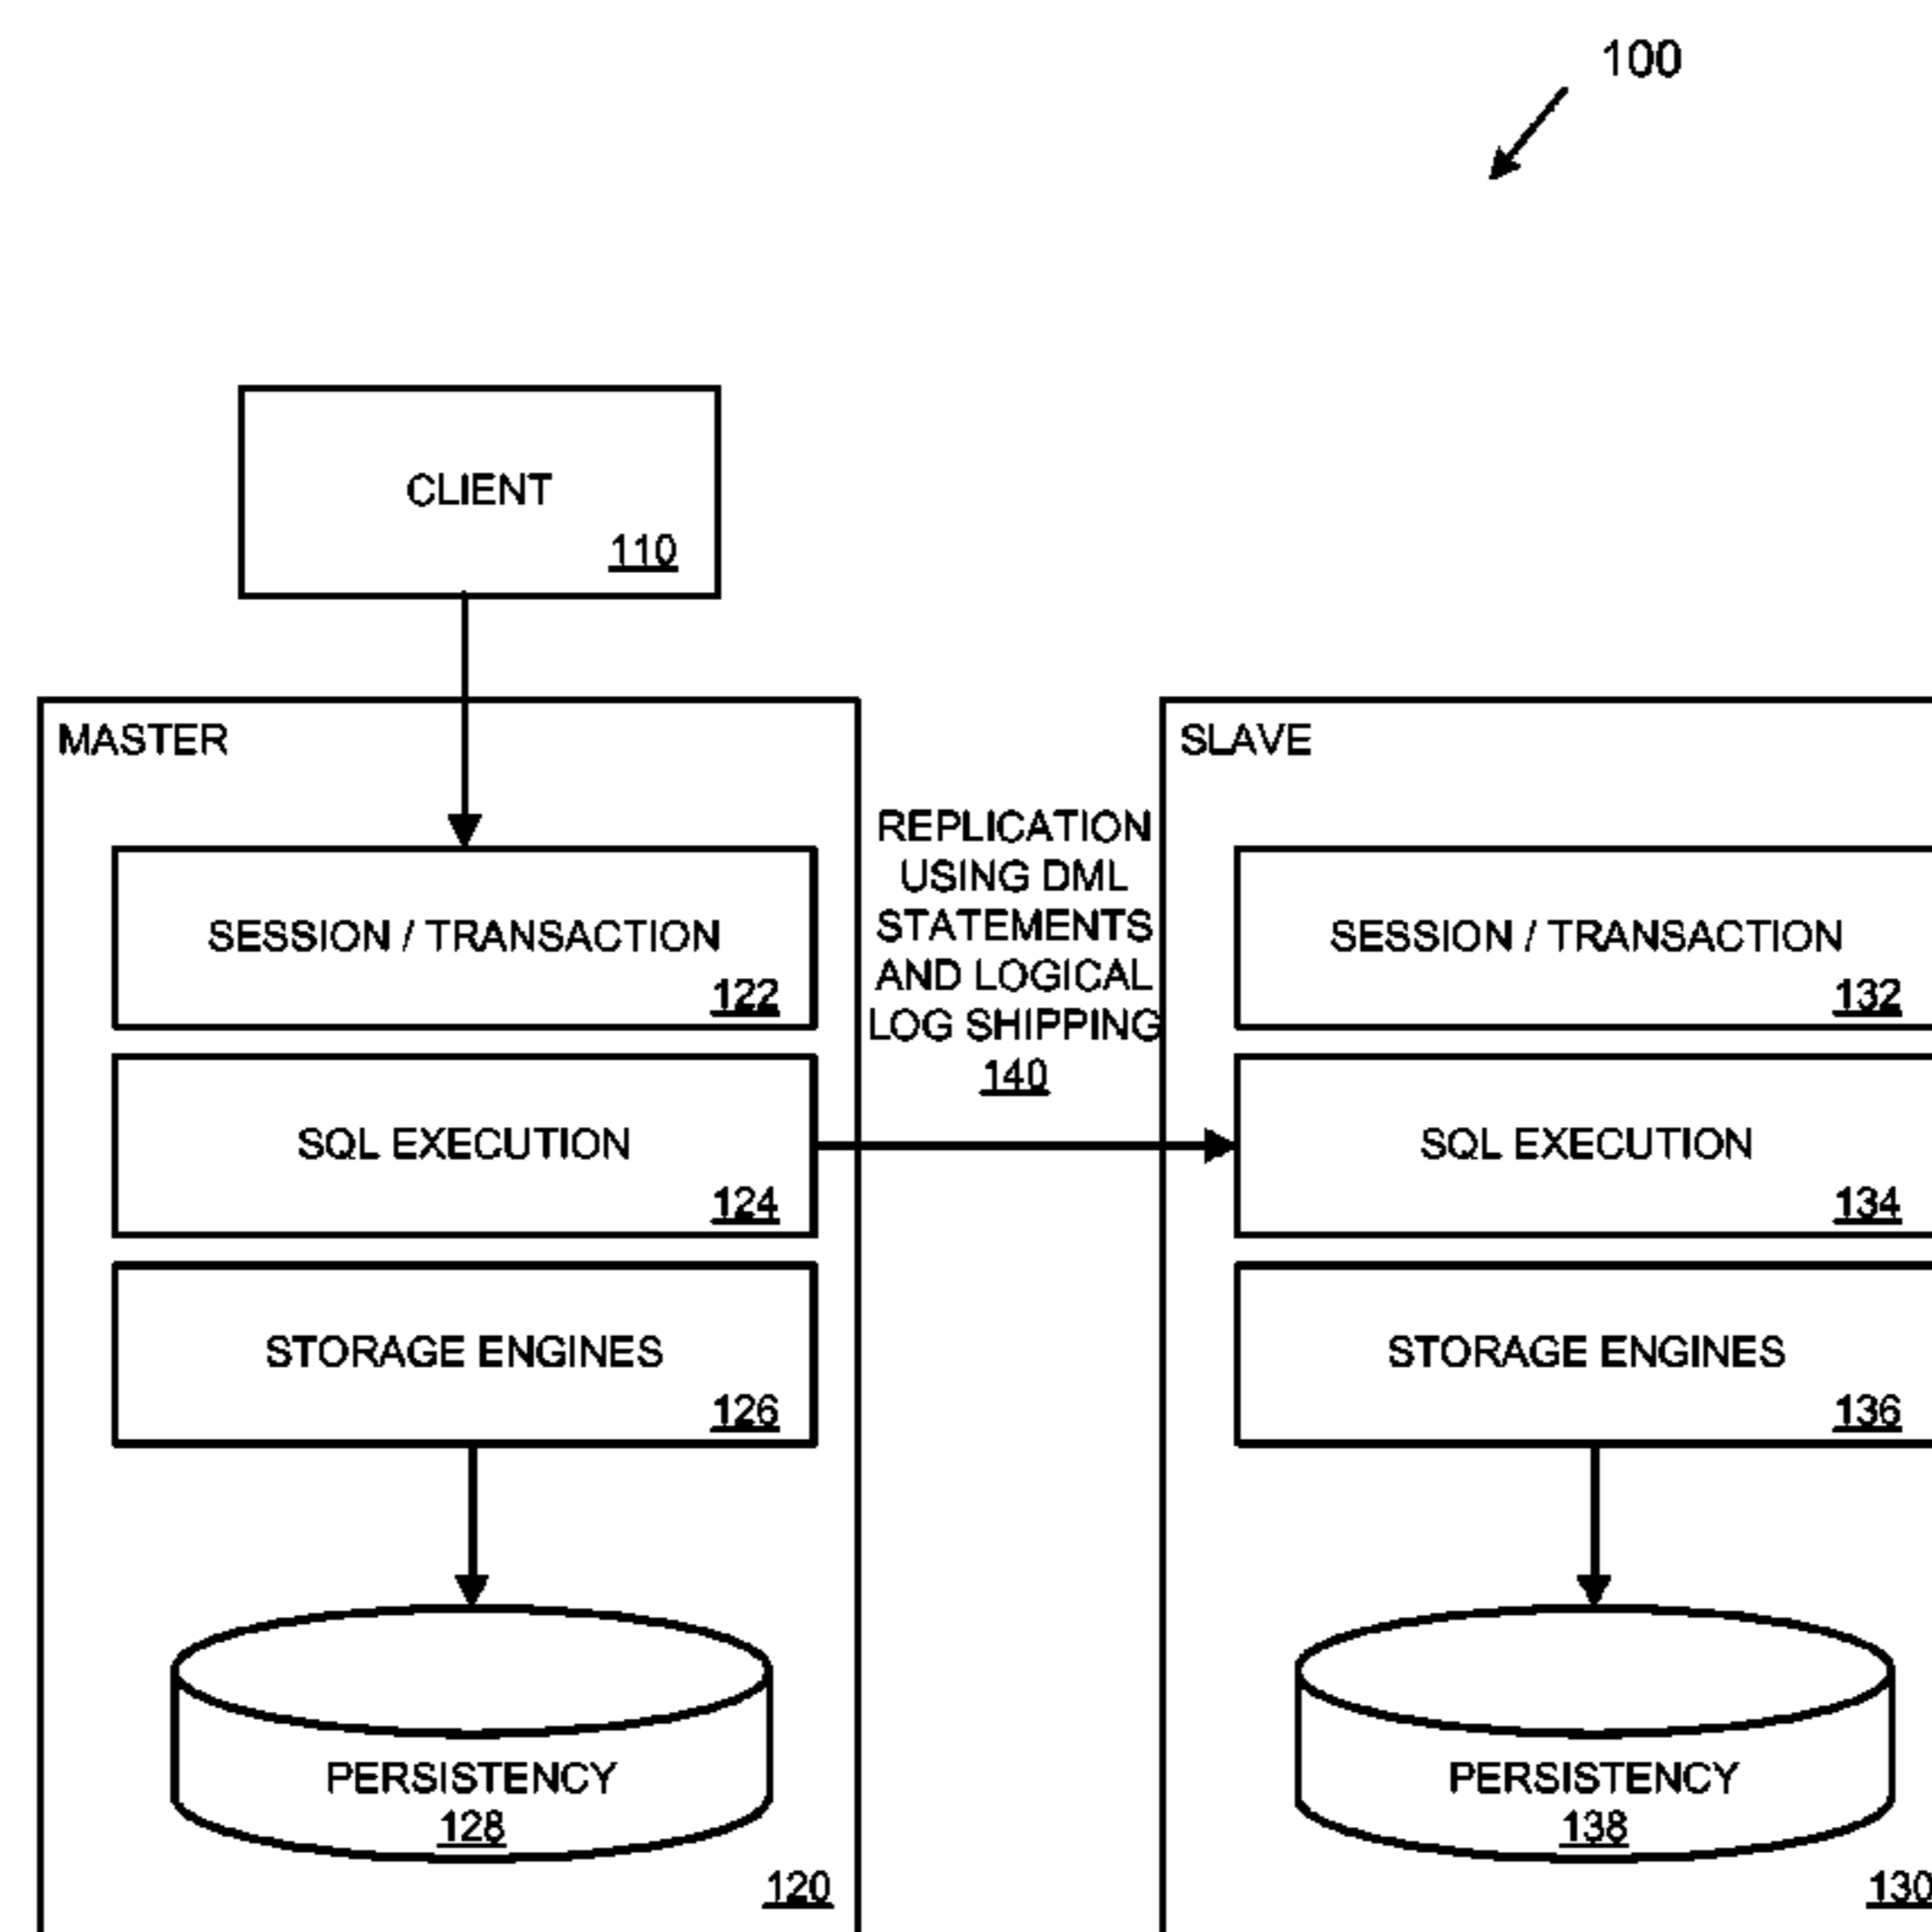 100
CLIENT
110
MASTER
SESSION / TRANSACTION
122
SQL EXECUTION
124
STORAGE ENGINES
126
PERSISTENCY
128
120
REPLICATION
USING DML
STATEMENTS
AND LOGICAL
LOG SHIPPING
140
SLAVE
SESSION / TRANSACTION
132
SQL EXECUTION
134
STORAGE ENGINES
136
PERSISTENCY
138
130